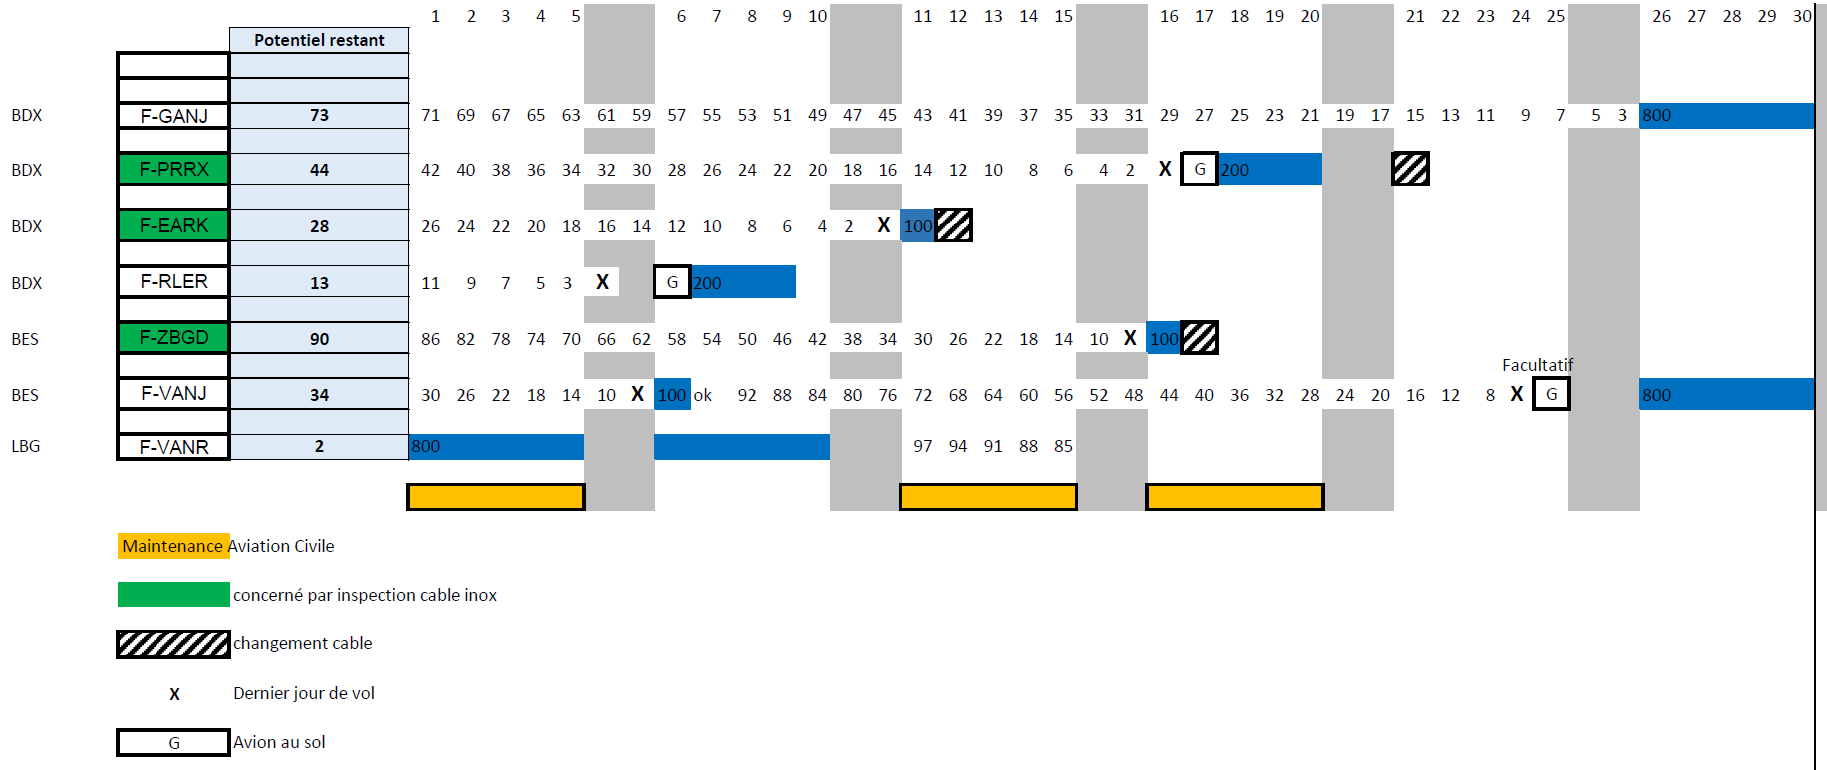 1 2 3 4 5 6 7 8 9 10 11 12 13 14 15 16 17 18 19 20 21 22 23 24 25 26 27 28 29 30
Potentiel restant
BDX F-GANJ 73 71 69 67 65 63 61 59 57 55 53 51 49 47 45 43 41 39 37 35 33 31 29 27 25 23 21 19 17 15 13 11 9 7 5 3 800
BDX F-PRRX 44 42 40 38 36 34 32 30 28 26 24 22 20 18 16 14 12 10 8 6 4 2 X G 200
BDX F-EARK 28 26 24 22 20 18 16 14 12 10 8 6 4 2 X 100
BDX F-RLER 13 11 9 7 5 3 X G 200
BES F-ZBGD 90 86 82 78 74 70 66 62 58 54 50 46 42 38 34 30 26 22 18 14 10 X 100
Facultatif
BES F-VANJ 34 30 26 22 18 14 10 X 100 ok 92 88 84 80 76 72 68 64 60 56 52 48 44 40 36 32 28 24 20 16 12 8 X G 800
LBG F-VANR 2 800 97 94 91 88 85
Maintenance Aviation Civile
concerné par inspection cable inox
changement cable
X Dernier jour de vol
G Avion au sol